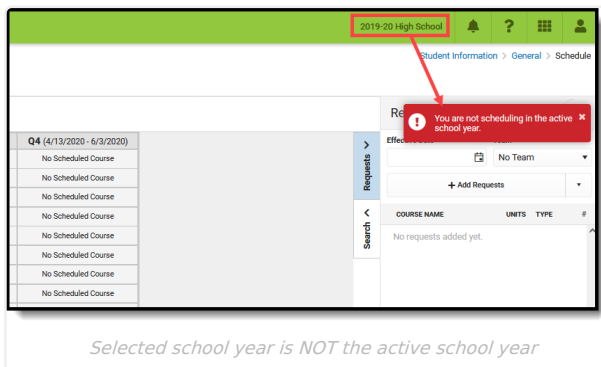 2019-20 High School
?
Student Information > General > Schedule
Re
You are not scheduling in the active
school year.
No Team
+ Add Requests
COURSE NAME UNITS TYPE #
No requests added yet.
Requests
Search
Q4 (4/13/2020 - 6/3/2020)
No Scheduled Course
No Scheduled Course
No Scheduled Course
No Scheduled Course
No Scheduled Course
No Scheduled Course
No Scheduled Course
No Scheduled Course
Selected school year is NOT the active school year